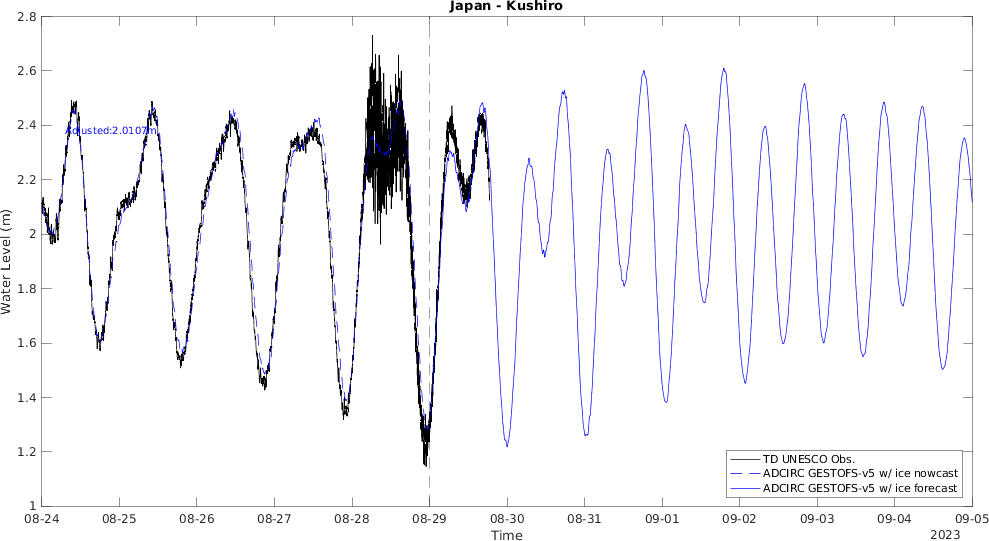 Japan - Kushiro
2.8
2.6
2.4
2.2
2
1.8
1.6
1.4
1.2
1
Water Level (m)
Adjusted:2.0107m
TD UNESCO Obs.
ADCIRC GESTOFS-v5 w/ ice nowcast
ADCIRC GESTOFS-v5 w/ ice forecast
08-24 08-25 08-26 08-27 08-28 08-29 08-30 08-31 09-01 09-02 09-03 09-04 09-05
Time
2023